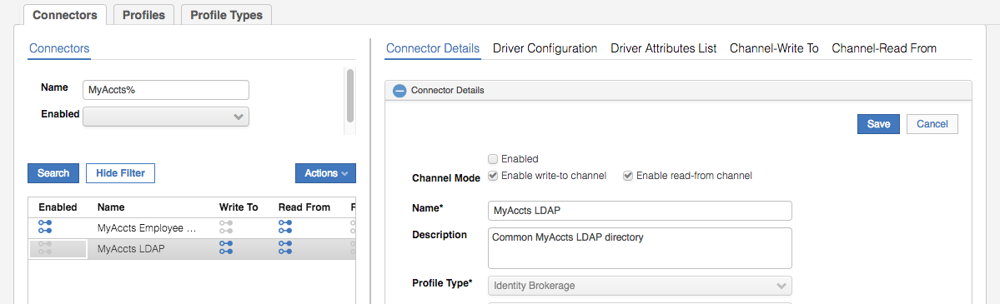 Connectors Profiles Profile Types
Connectors
Name MyAccts%
Enabled
Search Hide Filter Actions
Enabled Name Write To Read From F
MyAccts Employee ...
MyAccts LDAP
Connector Details Driver Configuration Driver Attributes List Channel-Write To Channel-Read From
Connector Details
Save Cancel
Enabled
Channel Mode Enable write-to channel Enable read-from channel
Name* MyAccts LDAP
Description Common MyAccts LDAP directory
Profile Type* Identity Brokerage